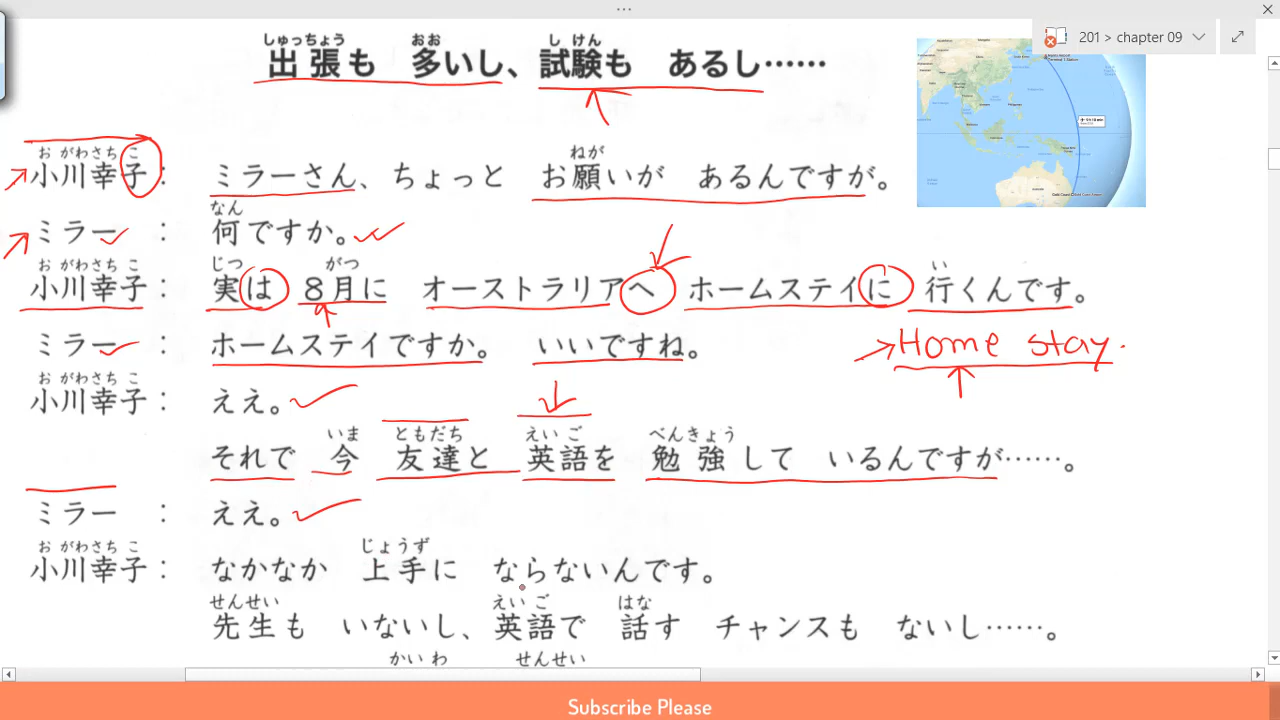 201 > chapter 09
しゅっちょう おお し けん
出張も 多いし、試験も あるし……
お がわさち こ ねが
小川幸子: ミラーさん、ちょっと お願いが あるんですが。
なん
ミラー : 何ですか。
お がわさち こ じつ がつ い
小川幸子: 実は 8月に オーストラリアへ ホームステイに 行くんです。
ミラー : ホームステイですか。 いいですね。
Home stay.
お がわさち こ
小川幸子: ええ。
いま ともだち えい ご べんきょう
それで 今 友達と 英語を 勉強して いるんですが……。
ミラー : ええ。
お がわさち こ じょうず
小川幸子: なかなか 上手に ならないんです。
せんせい えい ご はな
先生も いないし、英語で 話す チャンスも ないし……。
かい わ せんせい
Subscribe Please